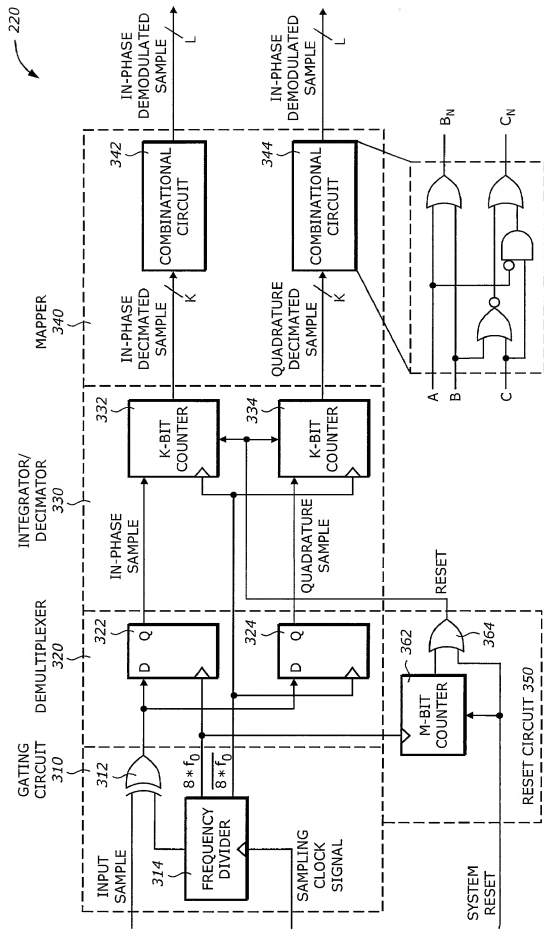 220
GATING
CIRCUIT
310
DEMULTIPLEXER
320
INTEGRATOR/
DECIMATOR
330
MAPPER
340
INPUT
SAMPLE
312
314
FREQUENCY
DIVIDER
8*f0
8*f0
SAMPLING
CLOCK
SIGNAL
SYSTEM
RESET
322
D Q
324
D Q
IN-PHASE
SAMPLE
QUADRATURE
SAMPLE
332
K-BIT
COUNTER
334
K-BIT
COUNTER
IN-PHASE
DECIMATED
SAMPLE
K
QUADRATURE
DECIMATED
SAMPLE
K
342
COMBINATIONAL
CIRCUIT
344
COMBINATIONAL
CIRCUIT
IN-PHASE
DEMODULATED
SAMPLE
L
IN-PHASE
DEMODULATED
SAMPLE
L
362
M-BIT
COUNTER
364
RESET
RESET CIRCUIT 350
A
B
C
BN
CN